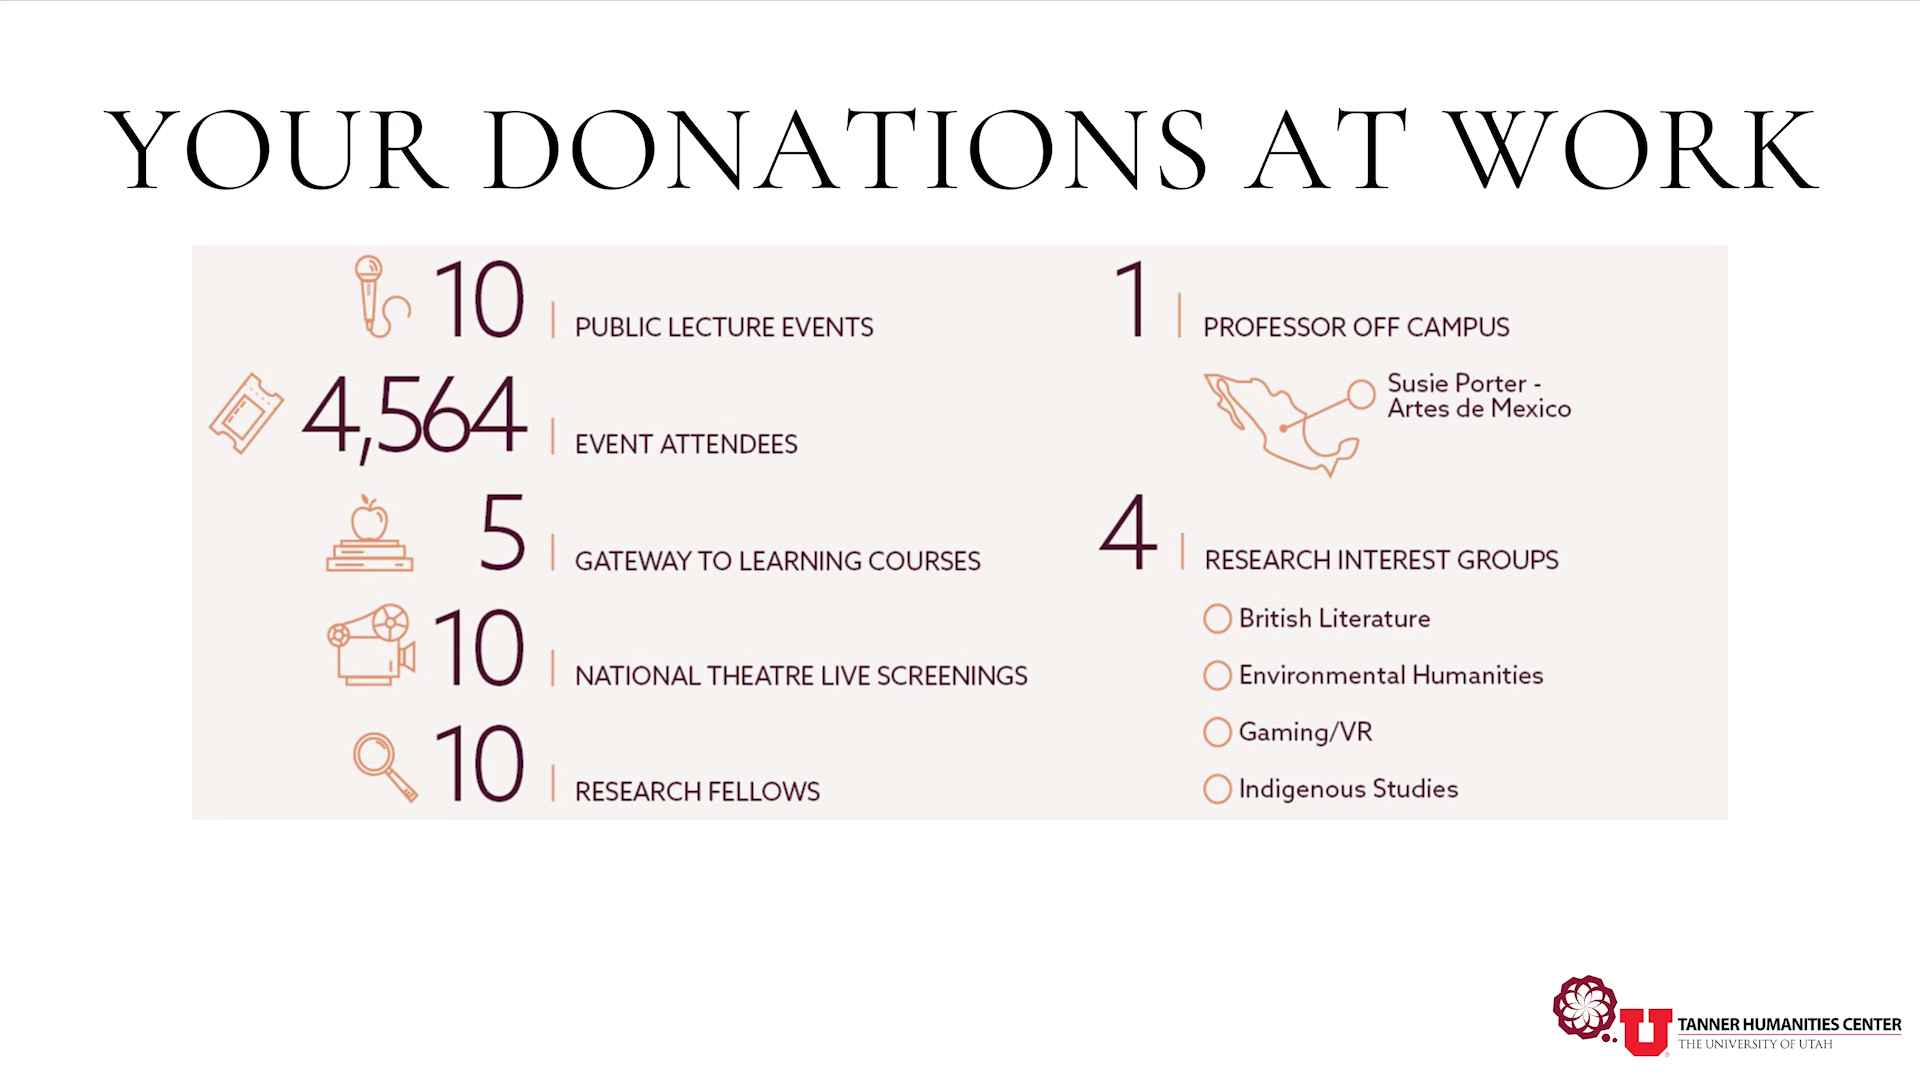 YOUR DONATIONS AT WORK
10 PUBLIC LECTURE EVENTS
4,564 EVENT ATTENDEES
5 GATEWAY TO LEARNING COURSES
10 NATIONAL THEATRE LIVE SCREENINGS
10 RESEARCH FELLOWS
1 PROFESSOR OFF CAMPUS
Susie Porter -
Artes de Mexico
4 RESEARCH INTEREST GROUPS
British Literature
Environmental Humanities
Gaming/VR
Indigenous Studies
U TANNER HUMANITIES CENTER
THE UNIVERSITY OF UTAH